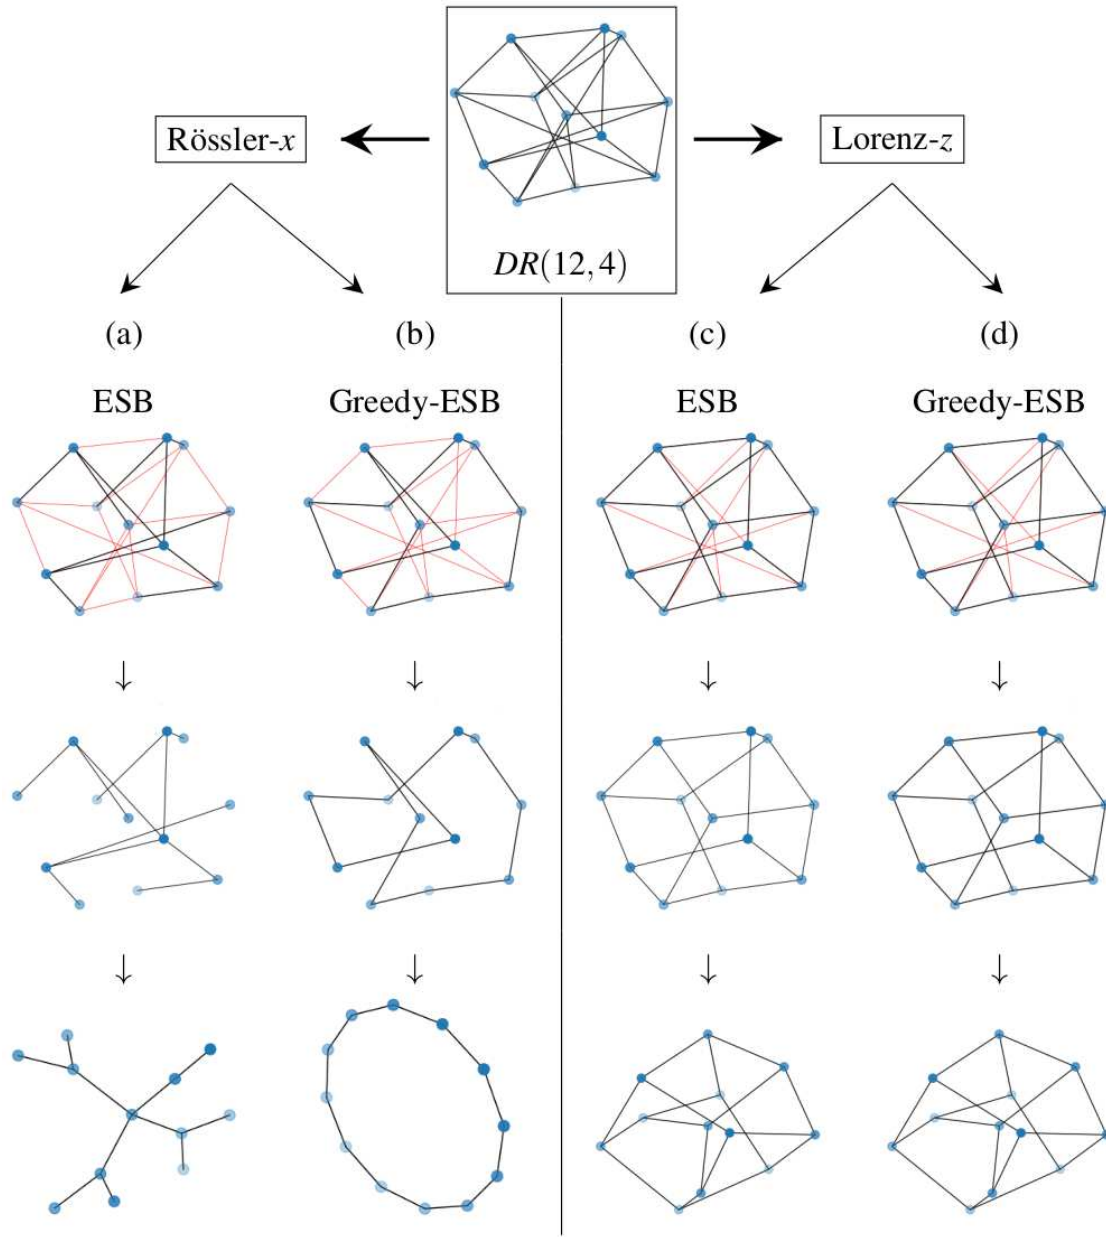 Rössler-x
Lorenz-z
DR(12, 4)
(a)
(b)
(c)
(d)
ESB
Greedy-ESB
ESB
Greedy-ESB